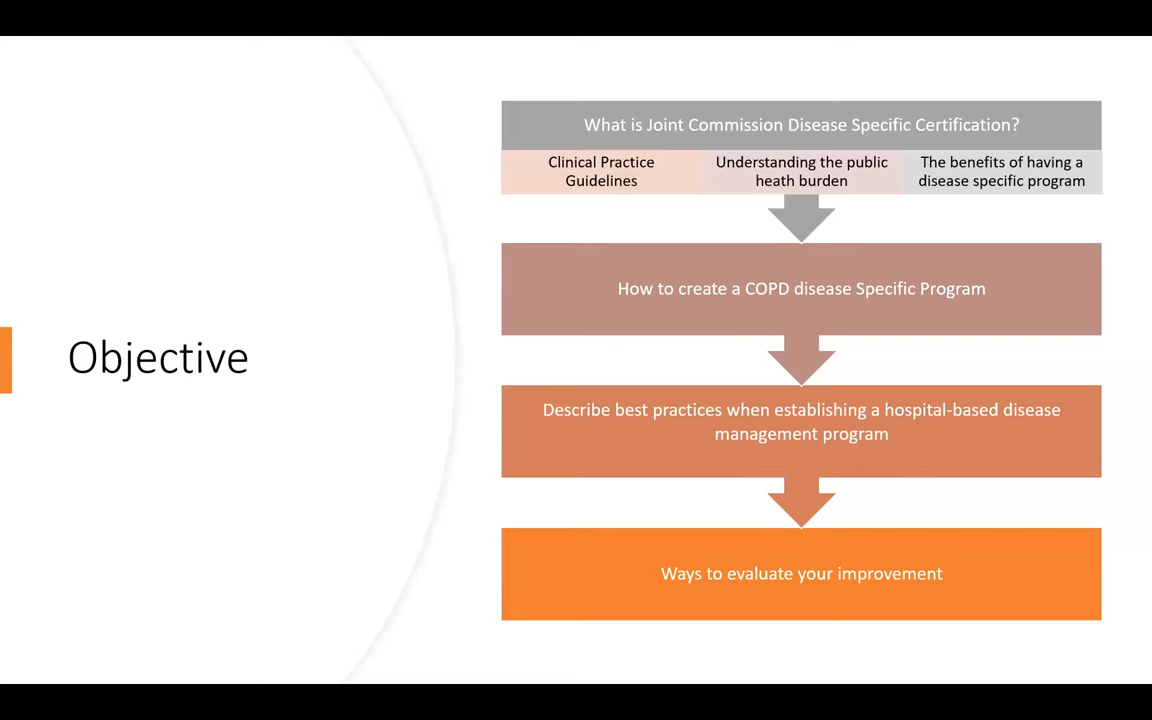 Objective
What is Joint Commission Disease Specific Certification?
Clinical Practice
Guidelines
Understanding the public
heath burden
The benefits of having a
disease specific program
How to create a COPD disease Specific Program
Describe best practices when establishing a hospital-based disease
management program
Ways to evaluate your improvement